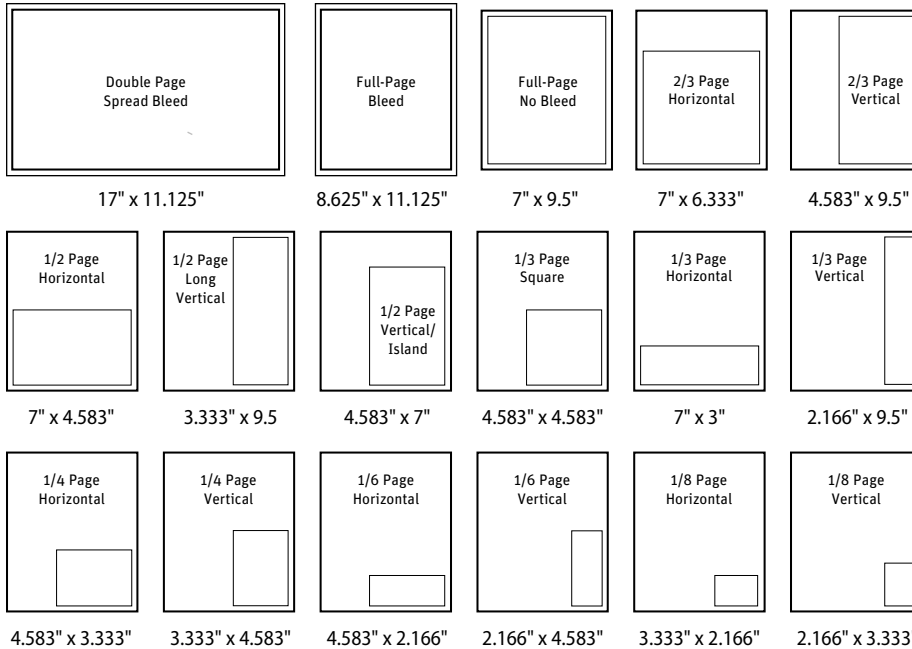 Double Page
Spread Bleed
17" x 11.125"
Full-Page
Bleed
8.625" x 11.125"
Full-Page
No Bleed
7" x 9.5"
2/3 Page
Horizontal
7" x 6.333"
2/3 Page
Vertical
4.583" x 9.5"
1/2 Page
Horizontal
7" x 4.583"
1/2 Page
Long
Vertical
3.333" x 9.5
1/2 Page
Vertical/
Island
4.583" x 7"
1/3 Page
Square
4.583" x 4.583"
1/3 Page
Horizontal
7" x 3"
1/3 Page
Vertical
2.166" x 9.5"
1/4 Page
Horizontal
4.583" x 3.333"
1/4 Page
Vertical
3.333" x 4.583"
1/6 Page
Horizontal
4.583" x 2.166"
1/6 Page
Vertical
2.166" x 4.583"
1/8 Page
Horizontal
3.333" x 2.166"
1/8 Page
Vertical
2.166" x 3.333"